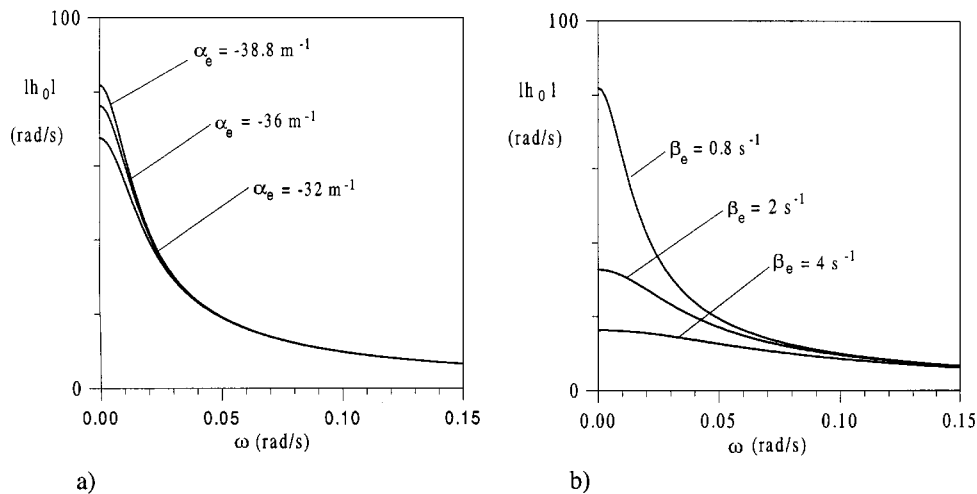 100
αe = -38.8 m⁻¹
|h0|
(rad/s)
αe = -36 m⁻¹
αe = -32 m⁻¹
0
0.00 0.05 0.10 0.15
ω (rad/s)
a)
100
|h0|
(rad/s)
βe = 0.8 s⁻¹
βe = 2 s⁻¹
βe = 4 s⁻¹
0
0.00 0.05 0.10 0.15
ω (rad/s)
b)